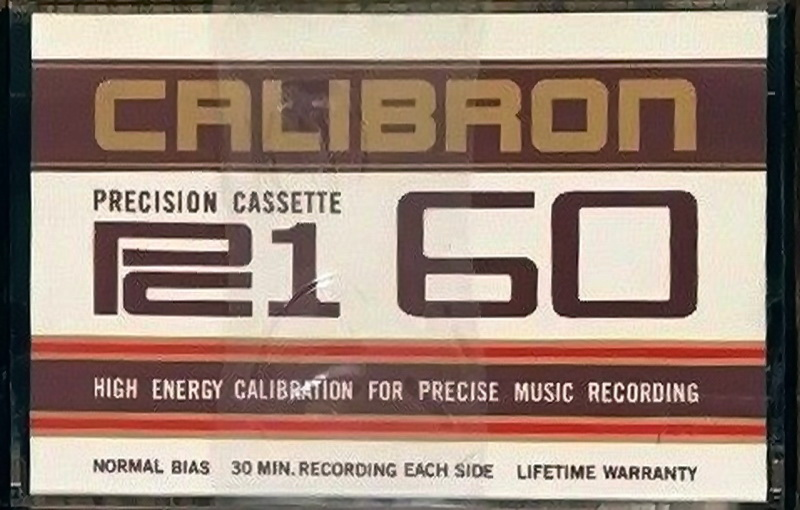 CALIBRON
PRECISION CASSETTE
PC1 60
HIGH ENERGY CALIBRATION FOR PRECISE MUSIC RECORDING
NORMAL BIAS 30 MIN. RECORDING EACH SIDE LIFETIME WARRANTY